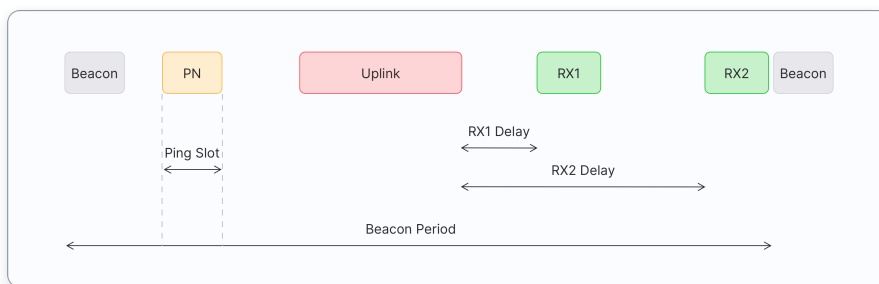 Beacon
PN
Uplink
RX1
RX2
Beacon
RX1 Delay
Ping Slot
RX2 Delay
Beacon Period